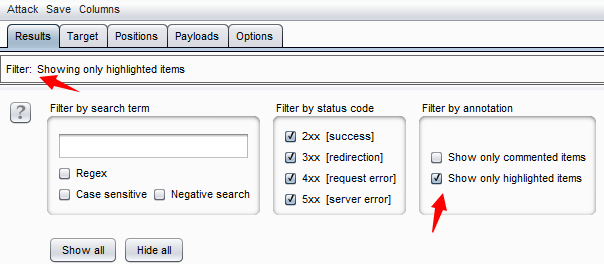 Attack Save Columns
Results Target Positions Payloads Options
Filter: Showing only highlighted items
?
Filter by search term
Regex
Case sensitive Negative search
Filter by status code
2xx [success]
3xx [redirection]
4xx [request error]
5xx [server error]
Filter by annotation
Show only commented items
Show only highlighted items
Show all Hide all